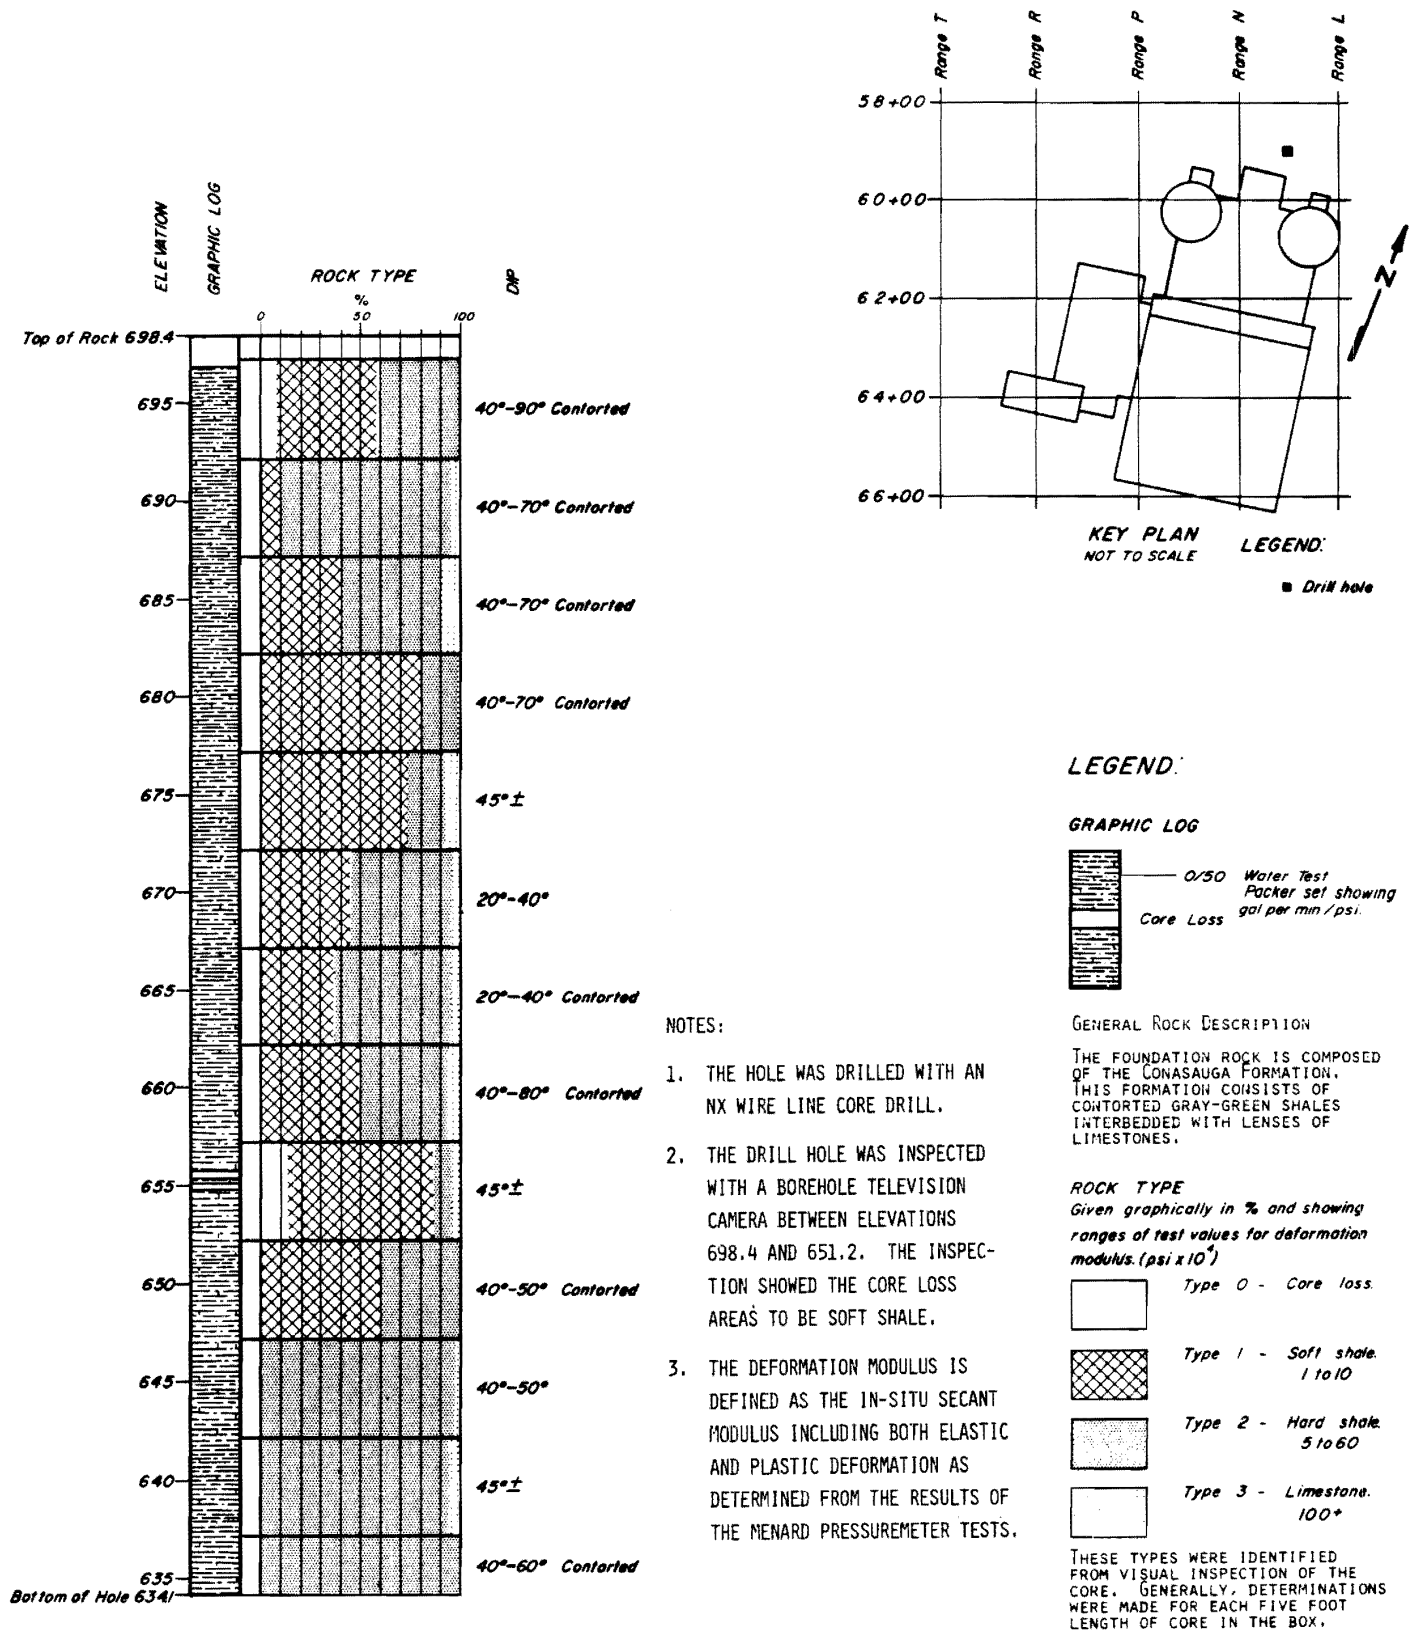 Range T
Range R
Range P
Range N
Range L
58+00
60+00
62+00
64+00
66+00
N
KEY PLAN
NOT TO SCALE
LEGEND:
Drill hole
ELEVATION
GRAPHIC LOG
ROCK TYPE
%
DIP
0 50 100
Top of Rock 698.4
695 40°-90° Contorted
690 40°-70° Contorted
685 40°-70° Contorted
680 40°-70° Contorted
675 45°±
670 20°-40°
665 20°-40° Contorted
660 40°-80° Contorted
655 45°±
650 40°-50° Contorted
645 40°-50°
640 45°±
635 40°-60° Contorted
Bottom of Hole 634.1
NOTES:
1. THE HOLE WAS DRILLED WITH AN
NX WIRE LINE CORE DRILL.
2. THE DRILL HOLE WAS INSPECTED
WITH A BOREHOLE TELEVISION
CAMERA BETWEEN ELEVATIONS
698.4 AND 651.2. THE INSPEC-
TION SHOWED THE CORE LOSS
AREAS TO BE SOFT SHALE.
3. THE DEFORMATION MODULUS IS
DEFINED AS THE IN-SITU SECANT
MODULUS INCLUDING BOTH ELASTIC
AND PLASTIC DEFORMATION AS
DETERMINED FROM THE RESULTS OF
THE MENARD PRESSUREMETER TESTS.
LEGEND:
GRAPHIC LOG
0/50 Water Test
Packer set showing
gal per min/psi.
Core Loss
GENERAL ROCK DESCRIPTION
THE FOUNDATION ROCK IS COMPOSED
OF THE CONASAUGA FORMATION.
THIS FORMATION CONSISTS OF
CONTORTED GRAY-GREEN SHALES
INTERBEDDED WITH LENSES OF
LIMESTONES.
ROCK TYPE
Given graphically in % and showing
ranges of test values for deformation
modulus. (psi x 10⁴)
Type 0 - Core loss.
Type 1 - Soft shale.
1 to 10
Type 2 - Hard shale.
5 to 60
Type 3 - Limestone.
100+
THESE TYPES WERE IDENTIFIED
FROM VISUAL INSPECTION OF THE
CORE. GENERALLY, DETERMINATIONS
WERE MADE FOR EACH FIVE FOOT
LENGTH OF CORE IN THE BOX.